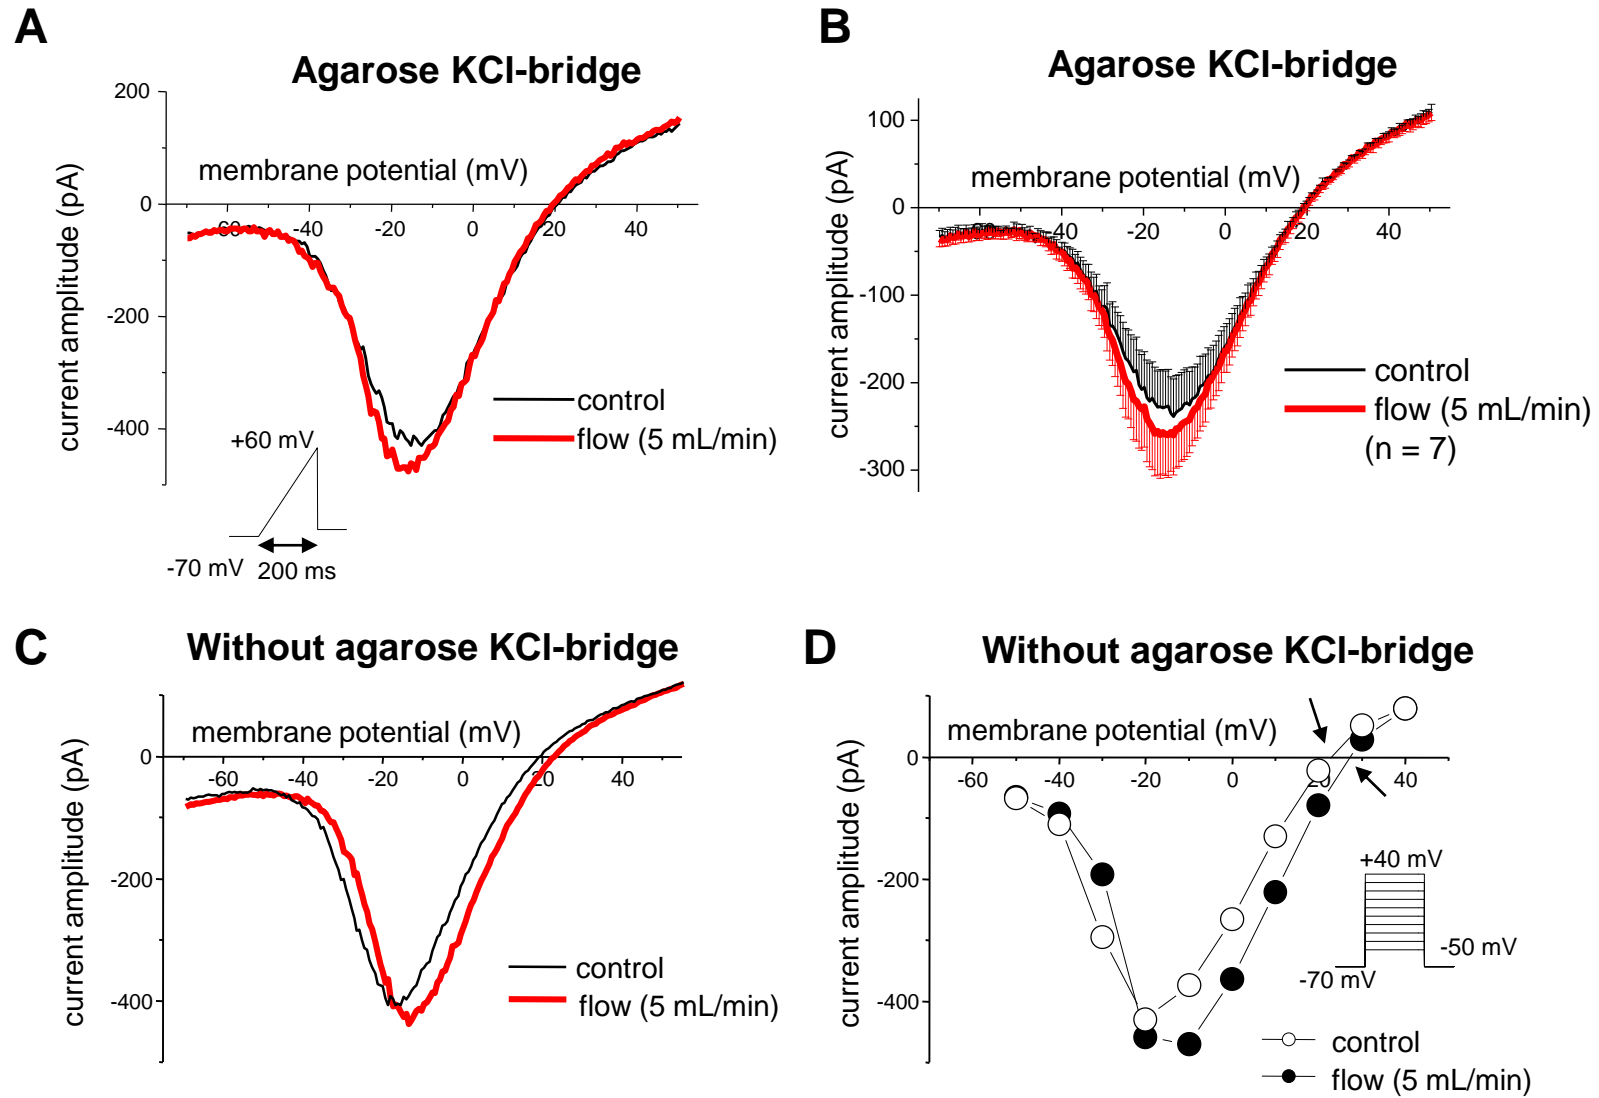 A
Agarose KCl-bridge
200
0
-200
-400
-60
-40
-20
0
20
40
membrane potential (mV)
current amplitude (pA)
control
flow (5 mL/min)
+60 mV
-70 mV
200 ms
B
Agarose KCl-bridge
100
0
-100
-200
-300
-40
-20
0
20
40
membrane potential (mV)
current amplitude (pA)
control
flow (5 mL/min)
(n = 7)
C
Without agarose KCl-bridge
membrane potential (mV)
0
-200
-400
-60
-40
-20
0
20
40
current amplitude (pA)
control
flow (5 mL/min)
D
Without agarose KCl-bridge
membrane potential (mV)
0
-200
-400
-60
-40
-20
0
20
40
current amplitude (pA)
+40 mV
-50 mV
-70 mV
control
flow (5 mL/min)